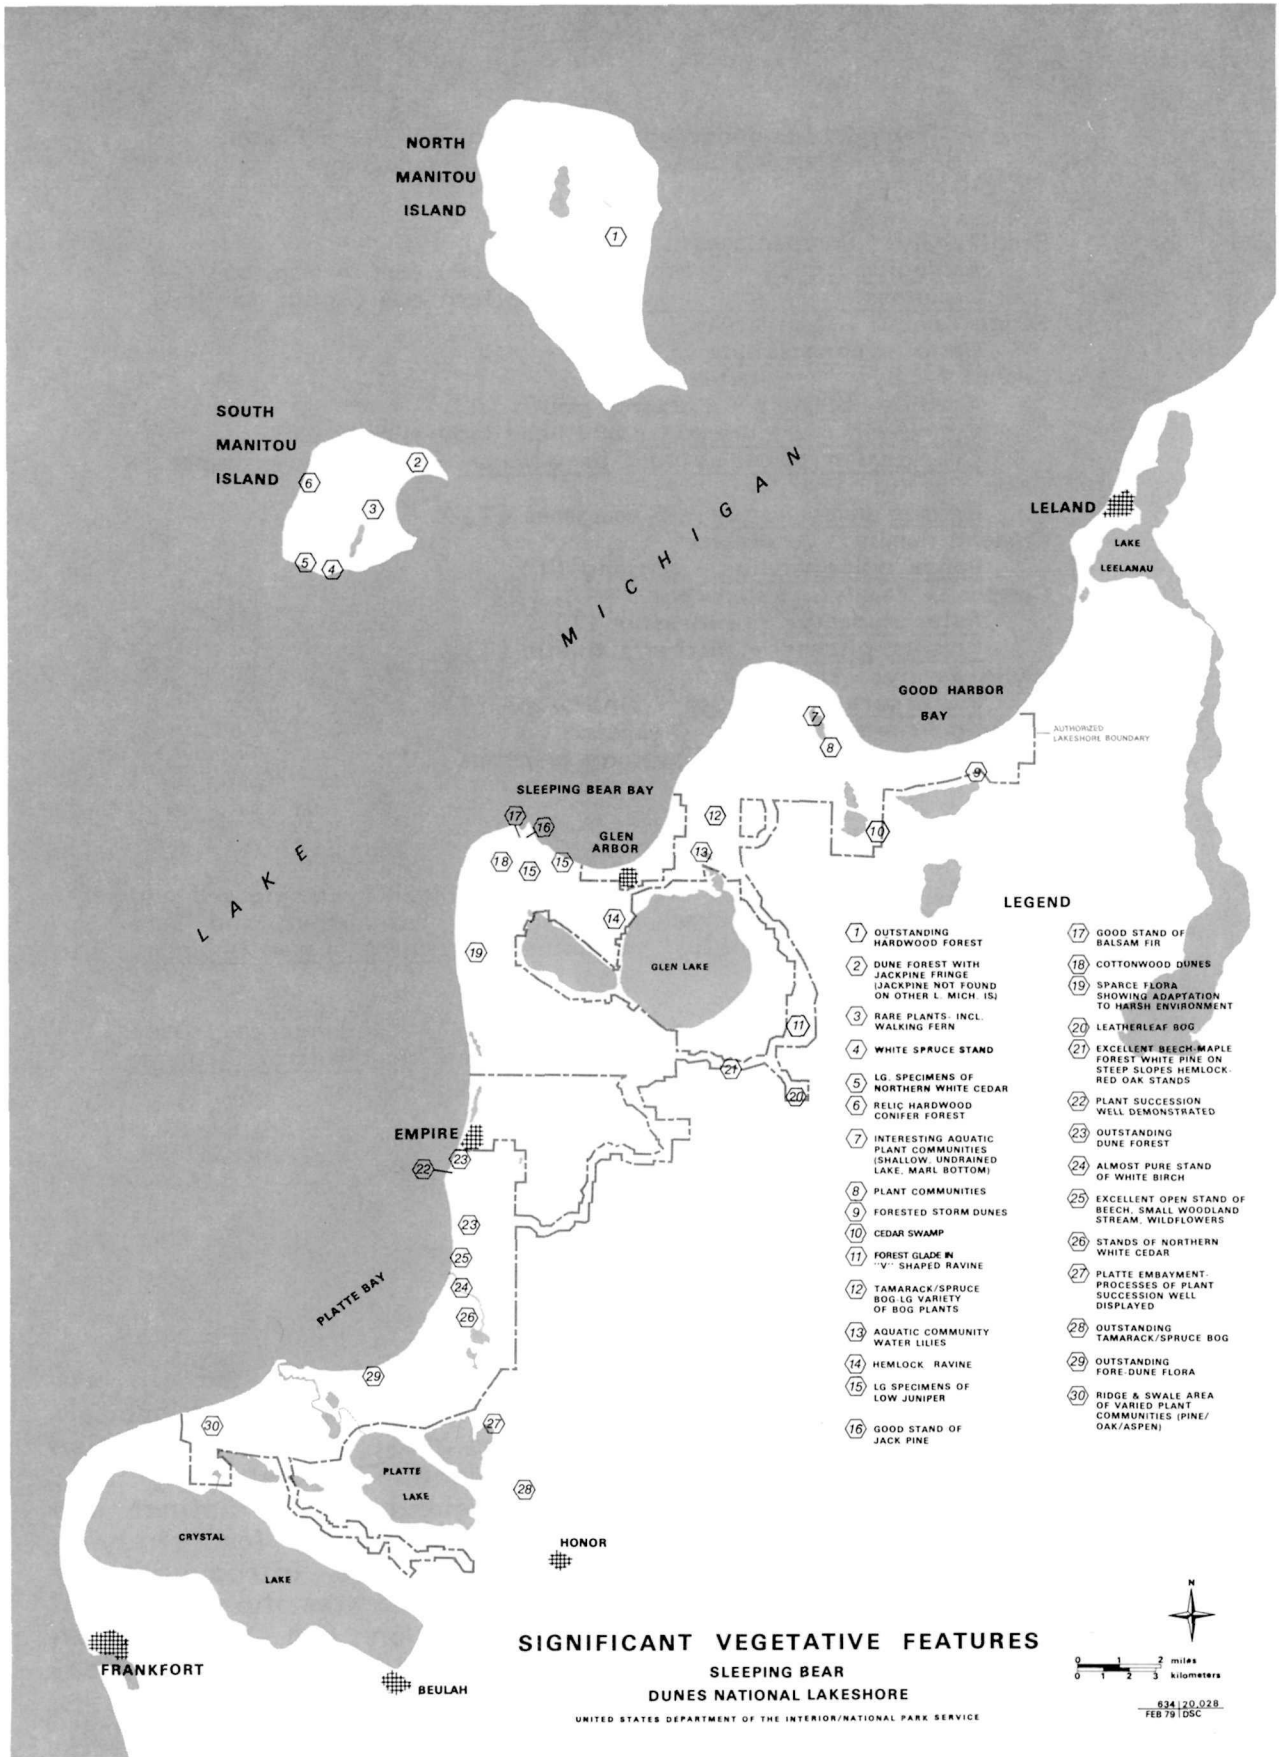 NORTH
MANITOU
ISLAND
1
SOUTH
MANITOU
ISLAND
2
6
3
5
4
LAKE MICHIGAN
LELAND
LAKE
LEELANAU
GOOD HARBOR
BAY
7
8
AUTHORIZED
LAKESHORE BOUNDARY
9
SLEEPING BEAR BAY
17
16
GLEN
ARBOR
12
10
13
18
15
15
14
19
GLEN LAKE
11
21
20
EMPIRE
23
22
23
25
24
26
PLATTE BAY
29
30
27
PLATTE
LAKE
28
CRYSTAL
LAKE
HONOR
FRANKFORT
BEULAH
LEGEND
1 OUTSTANDING
HARDWOOD FOREST
2 DUNE FOREST WITH
JACKPINE FRINGE
(JACKPINE NOT FOUND
ON OTHER L. MICH. IS)
3 RARE PLANTS- INCL.
WALKING FERN
4 WHITE SPRUCE STAND
5 LG. SPECIMENS OF
NORTHERN WHITE CEDAR
6 RELIC HARDWOOD
CONIFER FOREST
7 INTERESTING AQUATIC
PLANT COMMUNITIES
(SHALLOW, UNDRAINED
LAKE, MARL BOTTOM)
8 PLANT COMMUNITIES
9 FORESTED STORM DUNES
10 CEDAR SWAMP
11 FOREST GLADE IN
"V" SHAPED RAVINE
12 TAMARACK/SPRUCE
BOG-LG VARIETY
OF BOG PLANTS
13 AQUATIC COMMUNITY
WATER LILIES
14 HEMLOCK RAVINE
15 LG SPECIMENS OF
LOW JUNIPER
16 GOOD STAND OF
JACK PINE
17 GOOD STAND OF
BALSAM FIR
18 COTTONWOOD DUNES
19 SPARCE FLORA
SHOWING ADAPTATION
TO HARSH ENVIRONMENT
20 LEATHERLEAF BOG
21 EXCELLENT BEECH-MAPLE
FOREST WHITE PINE ON
STEEP SLOPES HEMLOCK-
RED OAK STANDS
22 PLANT SUCCESSION
WELL DEMONSTRATED
23 OUTSTANDING
DUNE FOREST
24 ALMOST PURE STAND
OF WHITE BIRCH
25 EXCELLENT OPEN STAND OF
BEECH, SMALL WOODLAND
STREAM, WILDFLOWERS
26 STANDS OF NORTHERN
WHITE CEDAR
27 PLATTE EMBAYMENT-
PROCESSES OF PLANT
SUCCESSION WELL
DISPLAYED
28 OUTSTANDING
TAMARACK/SPRUCE BOG
29 OUTSTANDING
FORE-DUNE FLORA
30 RIDGE & SWALE AREA
OF VARIED PLANT
COMMUNITIES (PINE/
OAK/ASPEN)
SIGNIFICANT VEGETATIVE FEATURES
SLEEPING BEAR
DUNES NATIONAL LAKESHORE
UNITED STATES DEPARTMENT OF THE INTERIOR/NATIONAL PARK SERVICE
N
0 1 2 miles
0 1 2 3 kilometers
634 | 20,028
FEB 79 | DSC